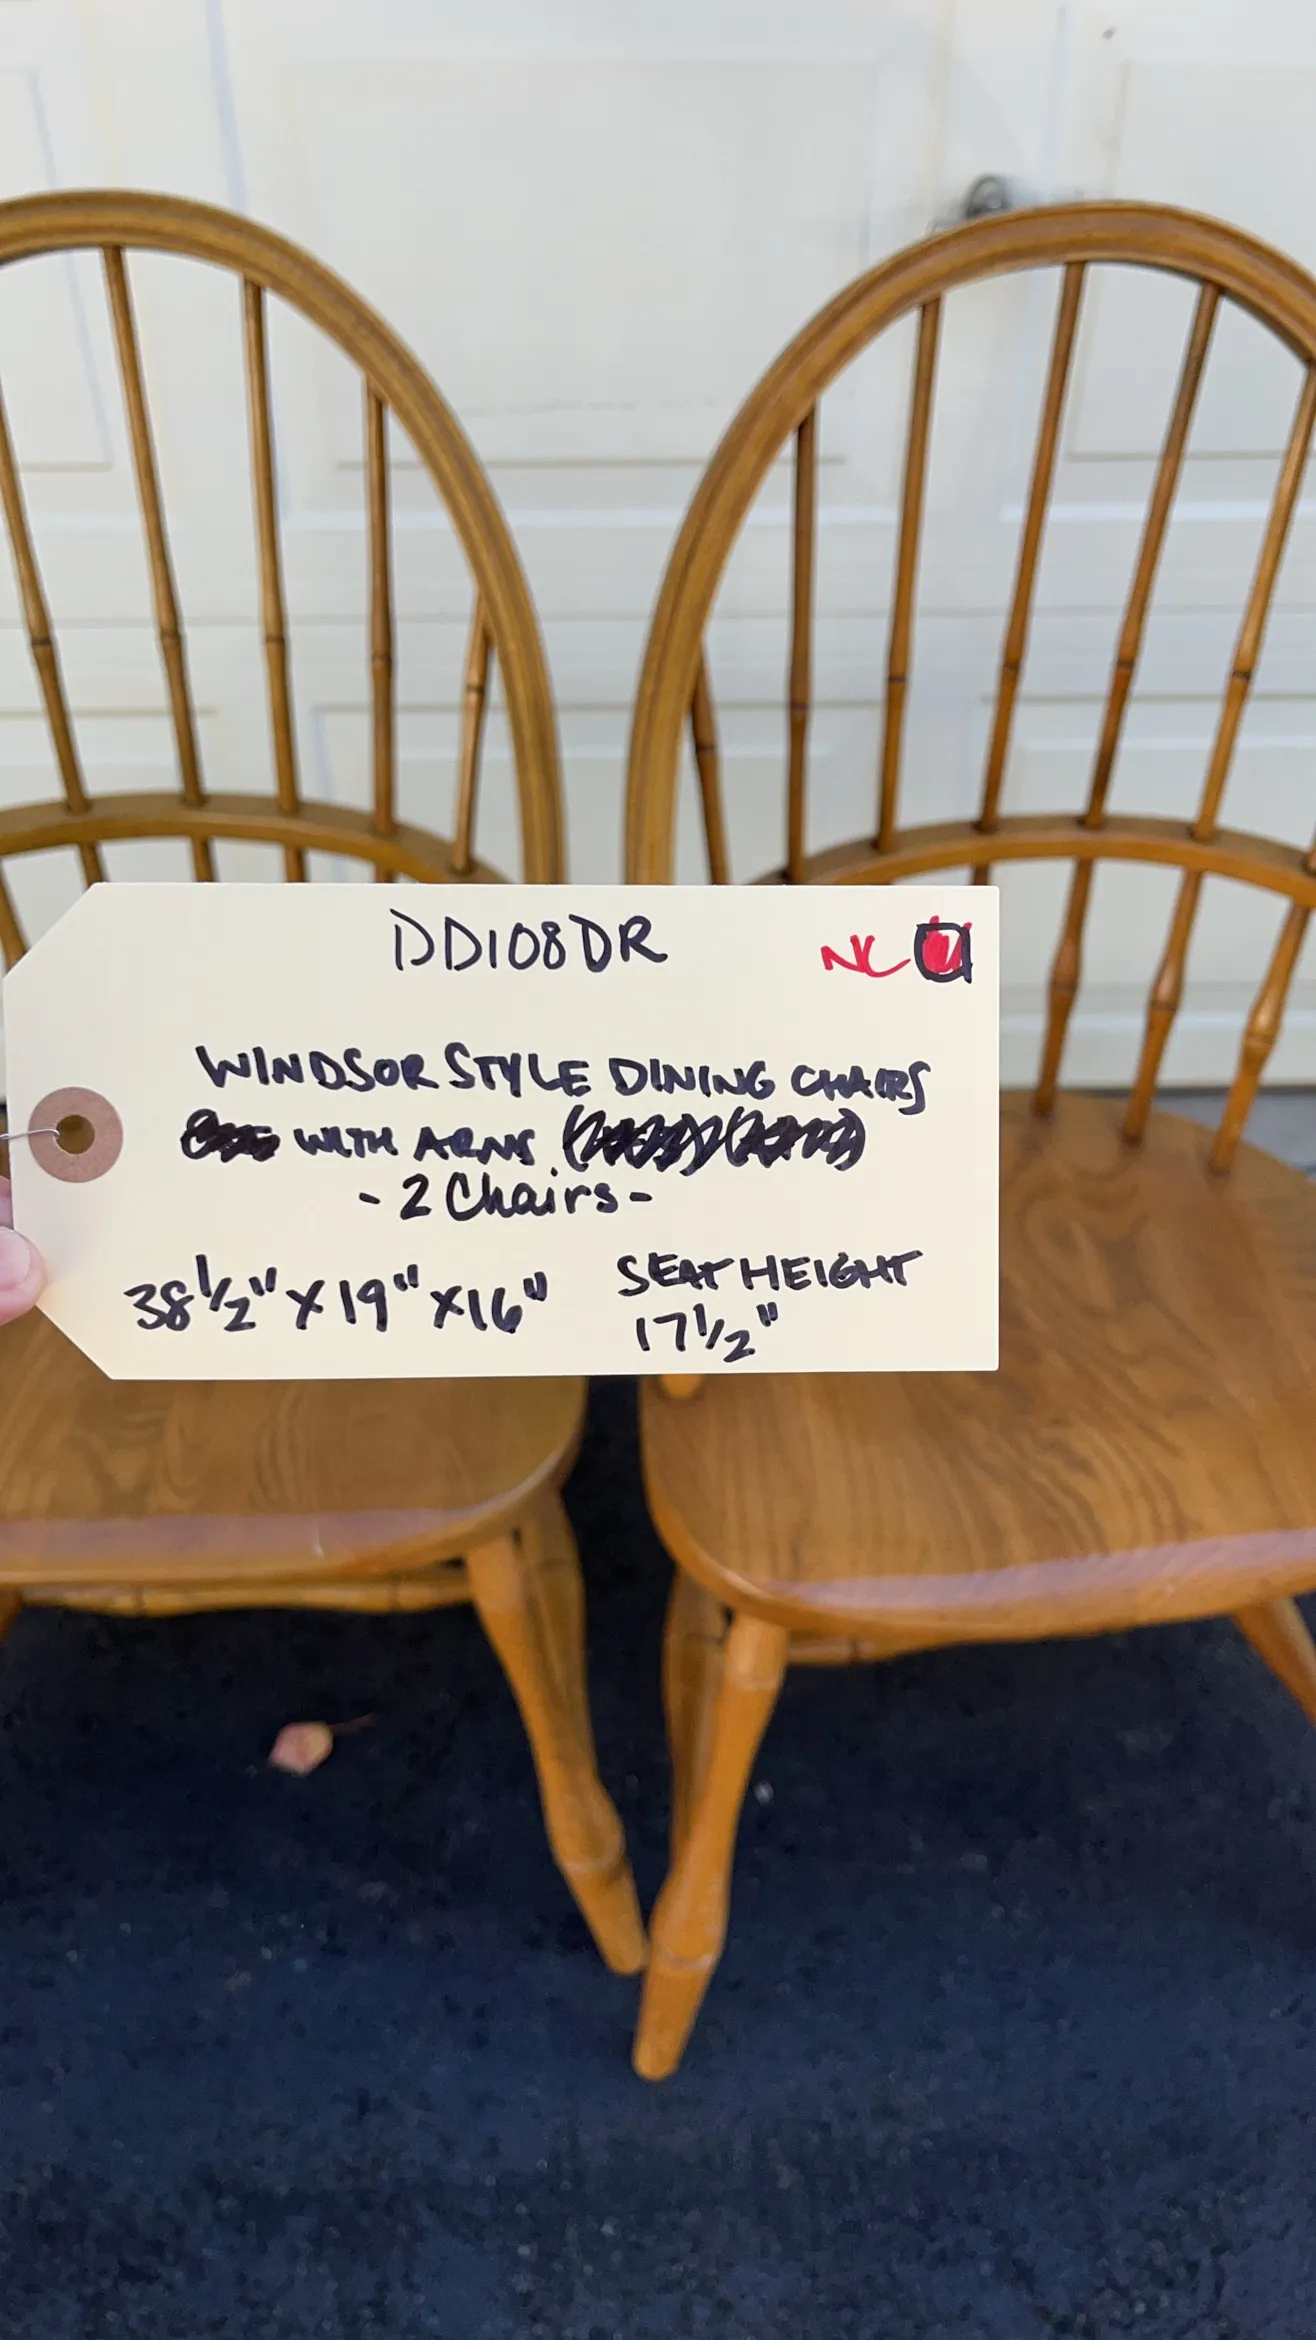 DD108DR NC
WINDSOR STYLE DINING CHAIRS
WITH ARMS
- 2 Chairs -
38 1/2" X 19" X 16"
SEAT HEIGHT
17 1/2"